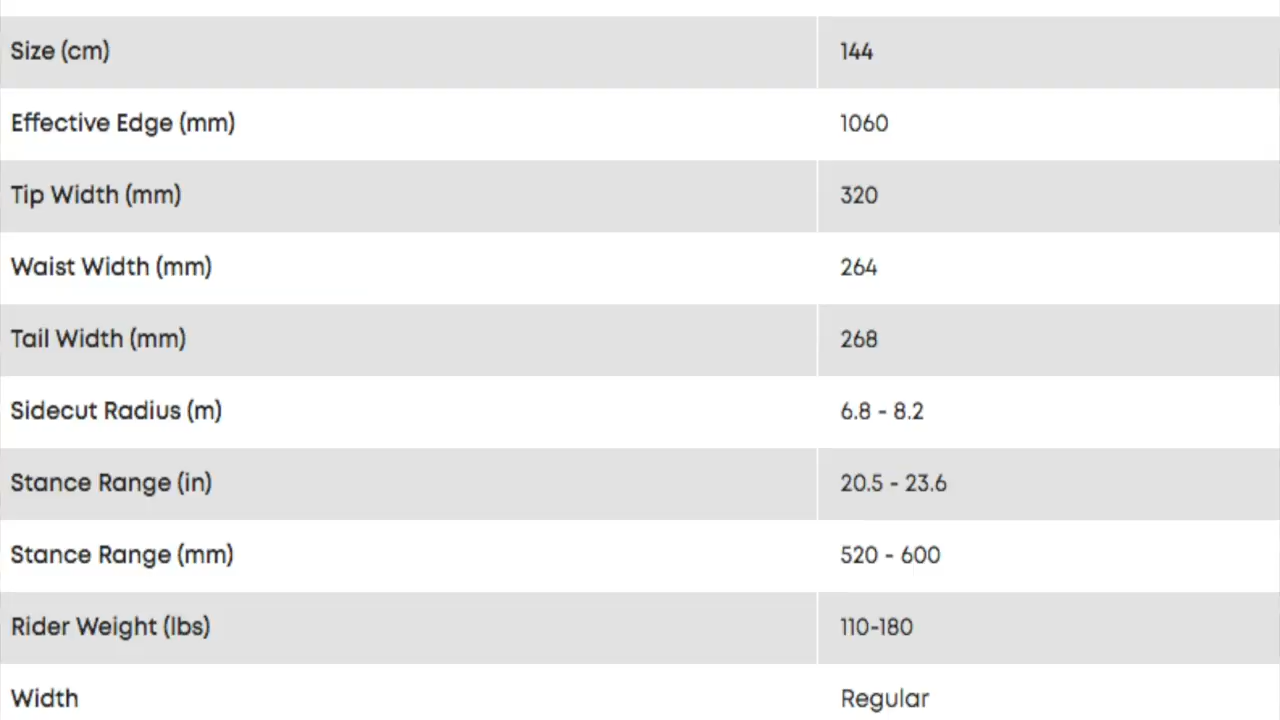 Size (cm) 144
Effective Edge (mm) 1060
Tip Width (mm) 320
Waist Width (mm) 264
Tail Width (mm) 268
Sidecut Radius (m) 6.8 - 8.2
Stance Range (in) 20.5 - 23.6
Stance Range (mm) 520 - 600
Rider Weight (lbs) 110-180
Width Regular